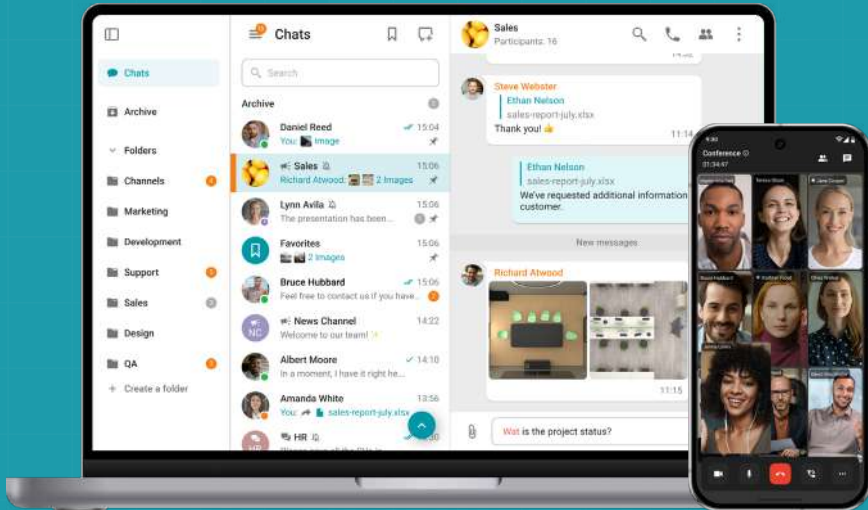 Chats
Archive
Folders
Channels
Marketing
Development
Support
Sales
Design
QA
Create a folder
Chats
Search
Archive
Daniel Reed 15:04
You: Image
Sales 15:06
Richard Atwood: 2 Images
Lynn Avila 15:06
The presentation has been...
Favorites 15:06
2 Images
Bruce Hubbard 15:06
Feel free to contact us if you have...
NC
News Channel 14:22
Welcome to our team!
Albert Moore 14:10
In a moment, I have it right he...
Amanda White 13:56
You: sales-report-july.xlsx
HR
HR
Sales
Participants: 16
Steve Webster
Ethan Nelson
sales-report-july.xlsx
Thank you!
11:14
Ethan Nelson
sales-report-july.xlsx
We've requested additional information
customer.
New messages
Richard Atwood
11:15
Wat is the project status?
Conference
01:34:47